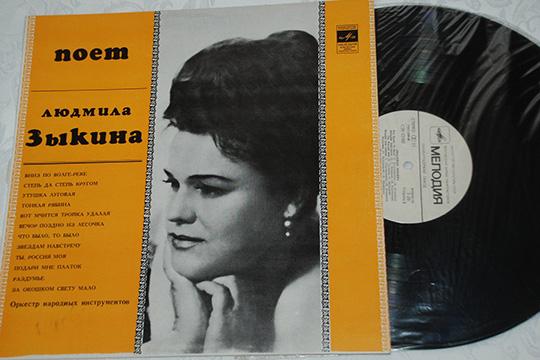 поет
людмила
Зыкина
ВНИЗ ПО ВОЛГЕ-РЕКЕ
СТЕПЬ ДА СТЕПЬ КРУГОМ
УТУШКА ЛУГОВАЯ
ТОНКАЯ РЯБИНА
ВОТ МЧИТСЯ ТРОЙКА УДАЛАЯ
ВЕЧОР ПОЗДНО ИЗ ЛЕСОЧКА
ЧТО БЫЛО, ТО БЫЛО
ЗВЕЗДАМ НАВСТРЕЧУ
ТЫ, РОССИЯ МОЯ
ПОДАРИ МНЕ ПЛАТОК
РАЗДУМЬЕ
ЗА ОКОШКОМ СВЕТУ МАЛО
Оркестр народных инструментов
МЕЛОДИЯ